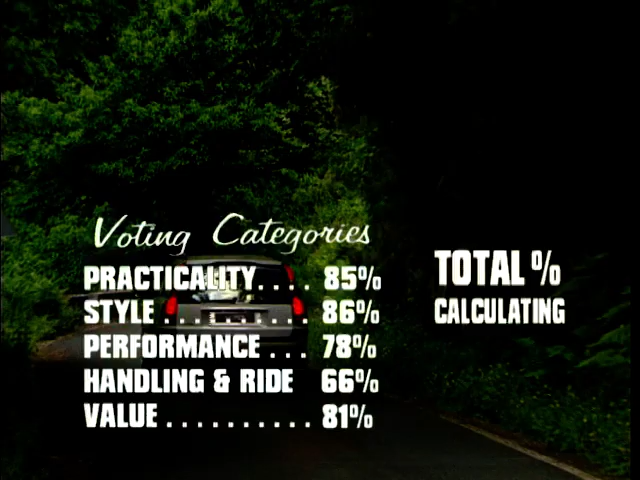 Voting Categories
PRACTICALITY.... 85%
STYLE ......... 86%
PERFORMANCE ... 78%
HANDLING & RIDE 66%
VALUE .......... 81%
TOTAL %
CALCULATING